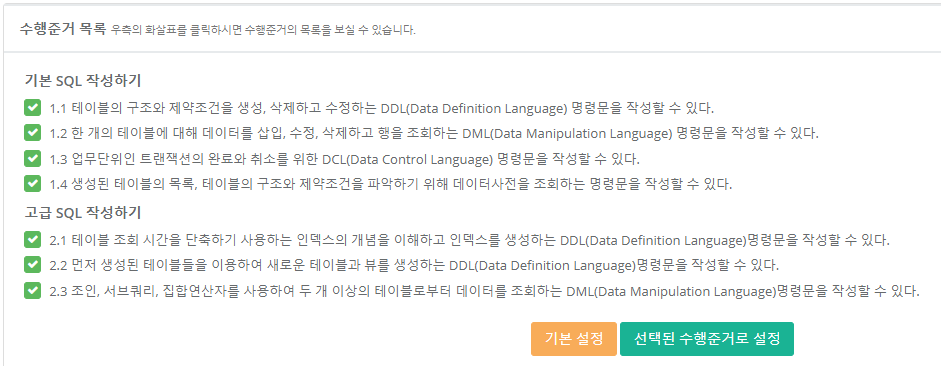 수행준거 목록 우측의 화살표를 클릭하시면 수행준거의 목록을 보실 수 있습니다.
기본 SQL 작성하기
1.1 테이블의 구조와 제약조건을 생성, 삭제하고 수정하는 DDL(Data Definition Language) 명령문을 작성할 수 있다.
1.2 한 개의 테이블에 대해 데이터를 삽입, 수정, 삭제하고 행을 조회하는 DML(Data Manipulation Language) 명령문을 작성할 수 있다.
1.3 업무단위인 트랜잭션의 완료와 취소를 위한 DCL(Data Control Language) 명령문을 작성할 수 있다.
1.4 생성된 테이블의 목록, 테이블의 구조와 제약조건을 파악하기 위해 데이터사전을 조회하는 명령문을 작성할 수 있다.
고급 SQL 작성하기
2.1 테이블 조회 시간을 단축하기 사용하는 인덱스의 개념을 이해하고 인덱스를 생성하는 DDL(Data Definition Language)명령문을 작성할 수 있다.
2.2 먼저 생성된 테이블들을 이용하여 새로운 테이블과 뷰를 생성하는 DDL(Data Definition Language)명령문을 작성할 수 있다.
2.3 조인, 서브쿼리, 집합연산자를 사용하여 두 개 이상의 테이블로부터 데이터를 조회하는 DML(Data Manipulation Language)명령문을 작성할 수 있다.
기본 설정 선택된 수행준거로 설정